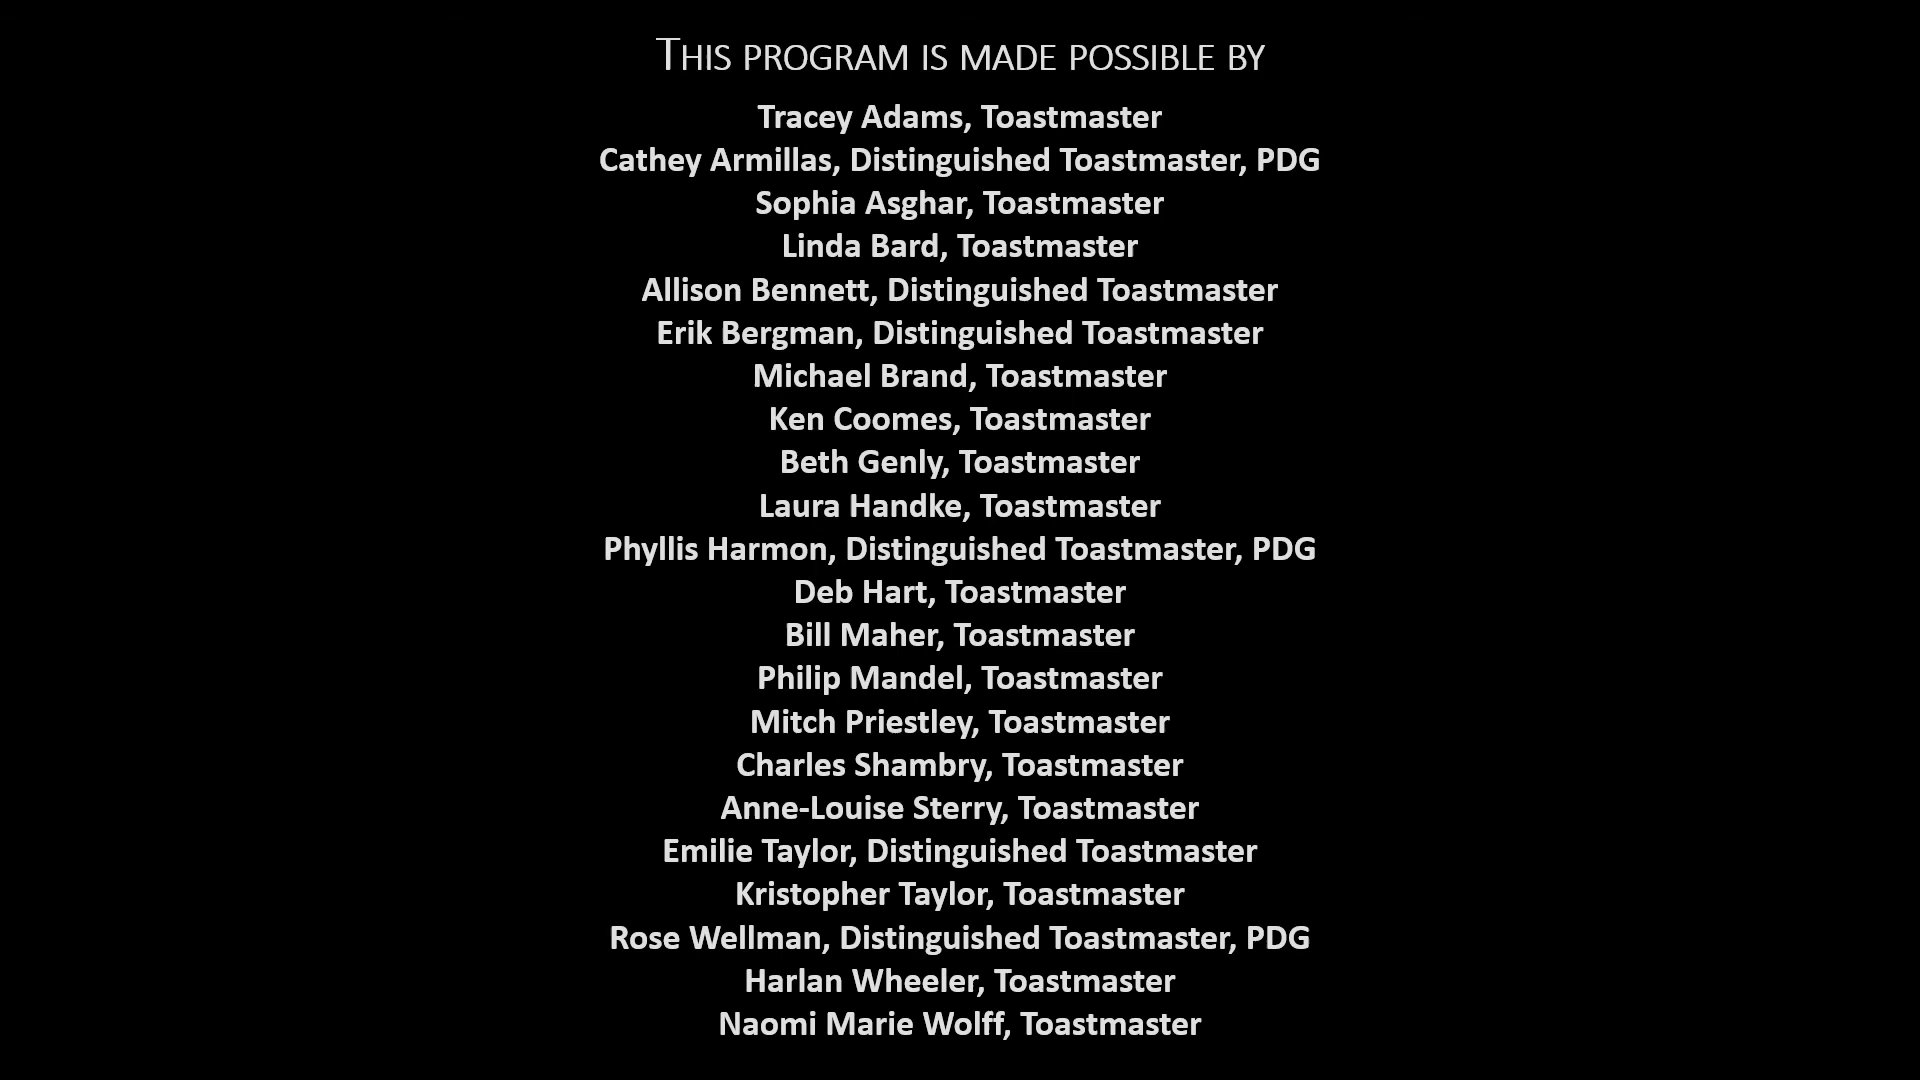 THIS PROGRAM IS MADE POSSIBLE BY
Tracey Adams, Toastmaster
Cathey Armillas, Distinguished Toastmaster, PDG
Sophia Asghar, Toastmaster
Linda Bard, Toastmaster
Allison Bennett, Distinguished Toastmaster
Erik Bergman, Distinguished Toastmaster
Michael Brand, Toastmaster
Ken Coomes, Toastmaster
Beth Genly, Toastmaster
Laura Handke, Toastmaster
Phyllis Harmon, Distinguished Toastmaster, PDG
Deb Hart, Toastmaster
Bill Maher, Toastmaster
Philip Mandel, Toastmaster
Mitch Priestley, Toastmaster
Charles Shambry, Toastmaster
Anne-Louise Sterry, Toastmaster
Emilie Taylor, Distinguished Toastmaster
Kristopher Taylor, Toastmaster
Rose Wellman, Distinguished Toastmaster, PDG
Harlan Wheeler, Toastmaster
Naomi Marie Wolff, Toastmaster